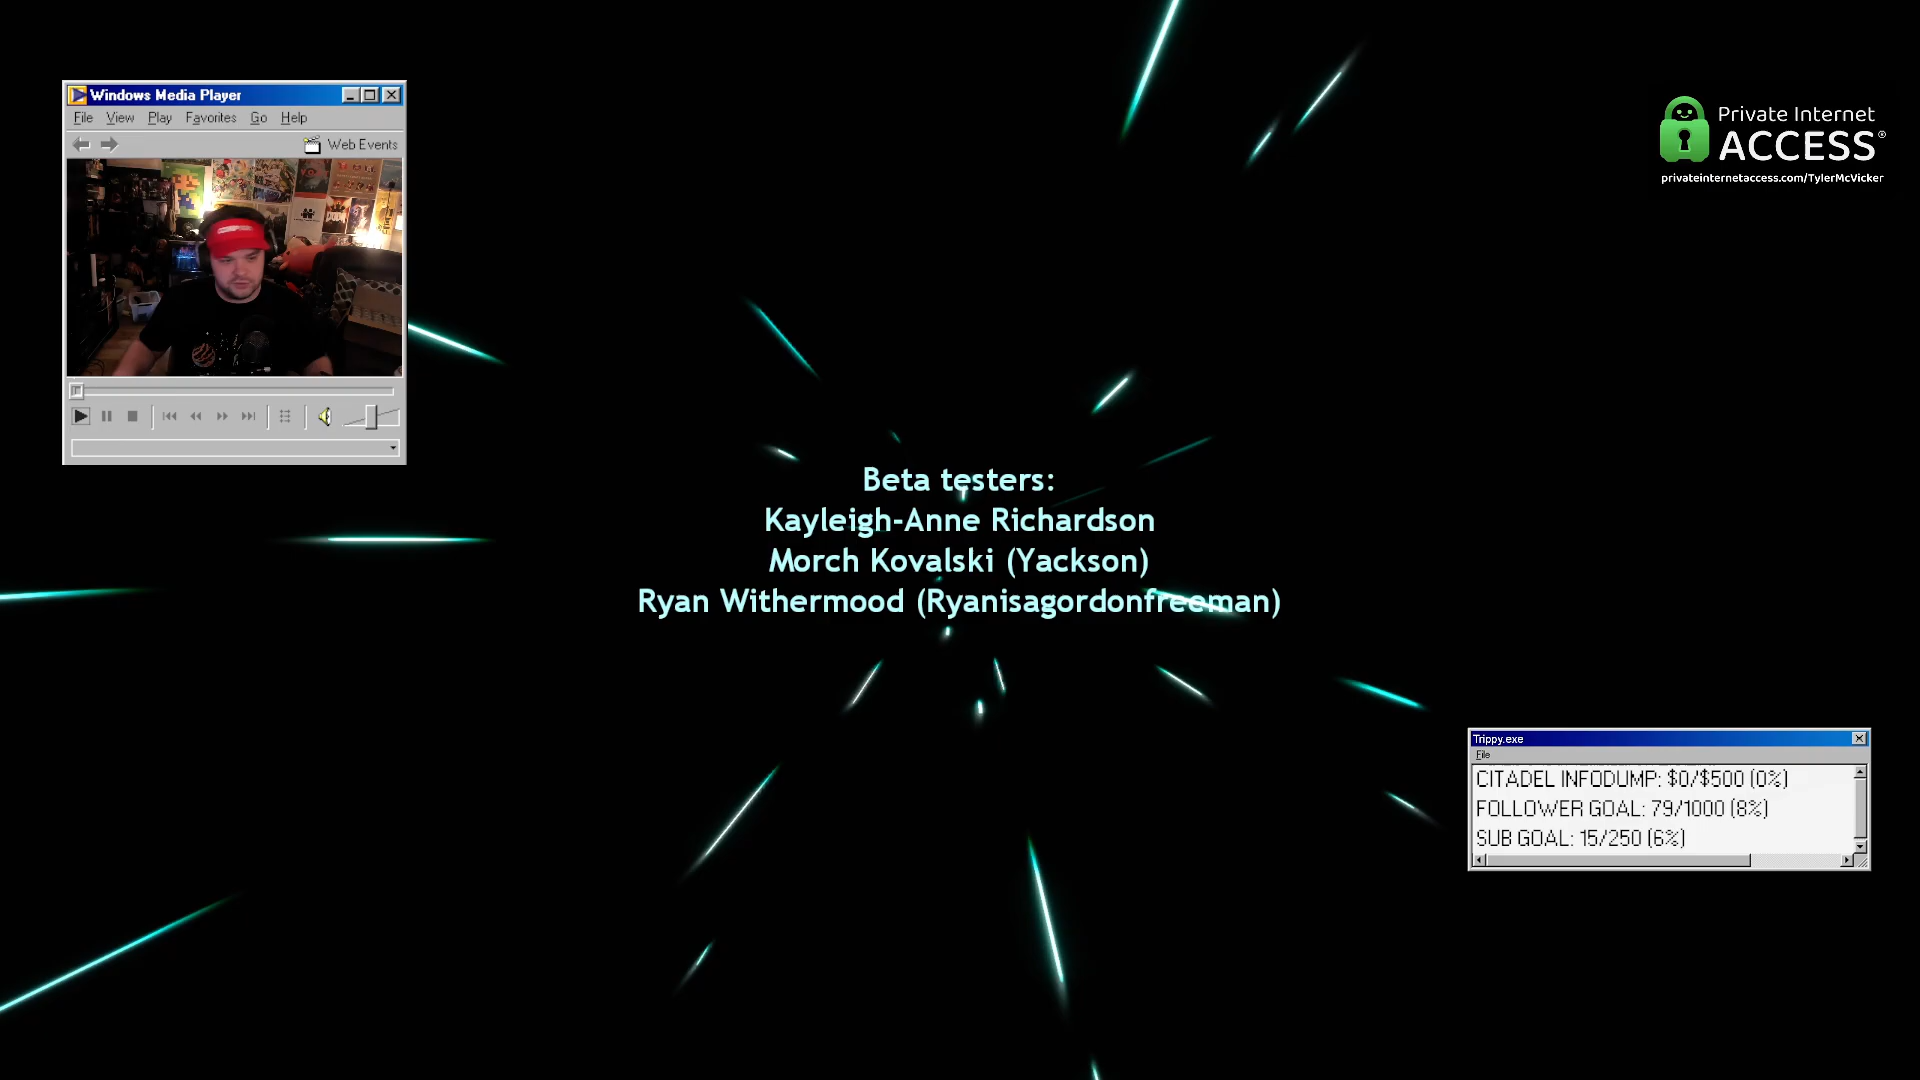 Windows Media Player
File View Play Favorites Go Help
Web Events
Private Internet
ACCESS®
privateinternetaccess.com/TylerMcVicker
Beta testers:
Kayleigh-Anne Richardson
Morch Kovalski (Yackson)
Ryan Withermood (Ryanisagordonfreeman)
Trippy.exe
File
CITADEL INFODUMP: $0/$500 (0%)
FOLLOWER GOAL: 79/1000 (8%)
SUB GOAL: 15/250 (6%)